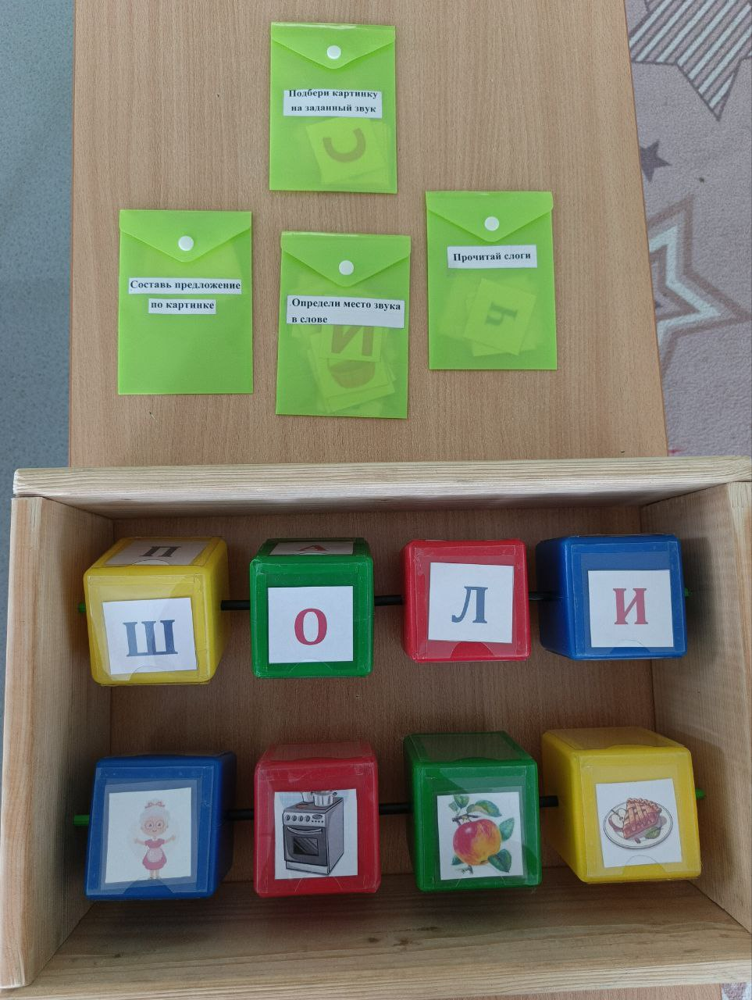 Подбери картинку
на заданный звук
С
Составь предложение
по картинке
Определи место звука
в слове
И
Прочитай слоги
Ь
П
А
Ш
О
Л
И